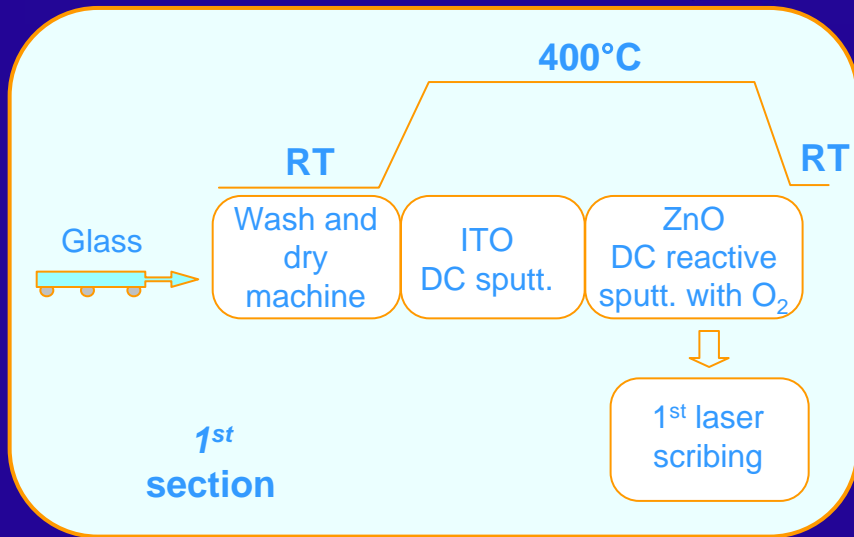 400°C
RT
RT
Glass
Wash and
dry
machine
ITO
DC sputt.
ZnO
DC reactive
sputt. with O₂
1st laser
scribing
1st
section